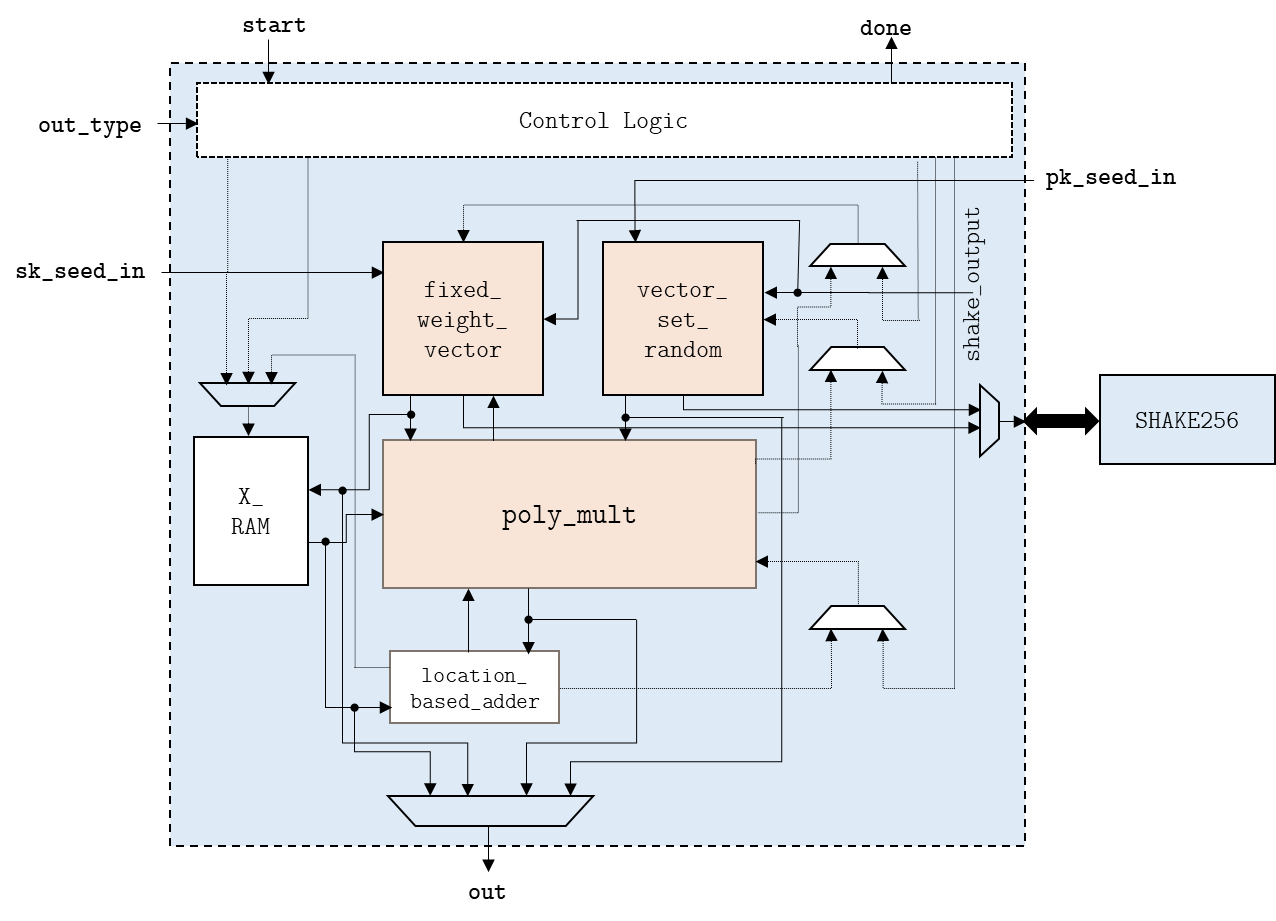 start
done
out_type
Control Logic
pk_seed_in
shake_output
sk_seed_in
fixed_
weight_
vector
vector_
set_
random
SHAKE256
X_
RAM
poly_mult
location_
based_adder
out